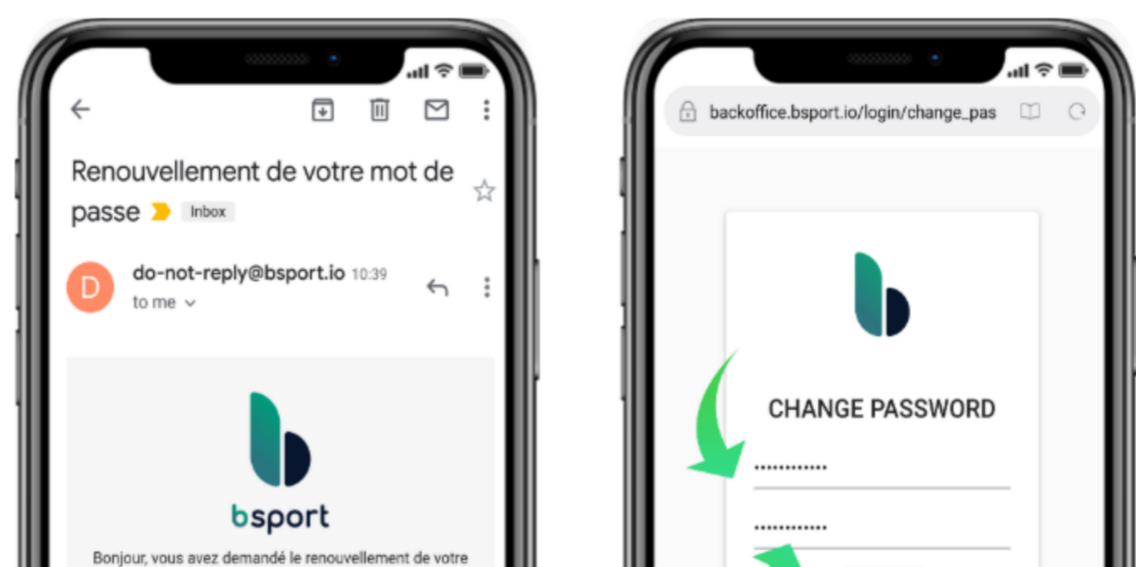 Renouvellement de votre mot de
passe Inbox
D
do-not-reply@bsport.io 10:39
to me
bsport
Bonjour, vous avez demandé le renouvellement de votre
backoffice.bsport.io/login/change_pas
CHANGE PASSWORD